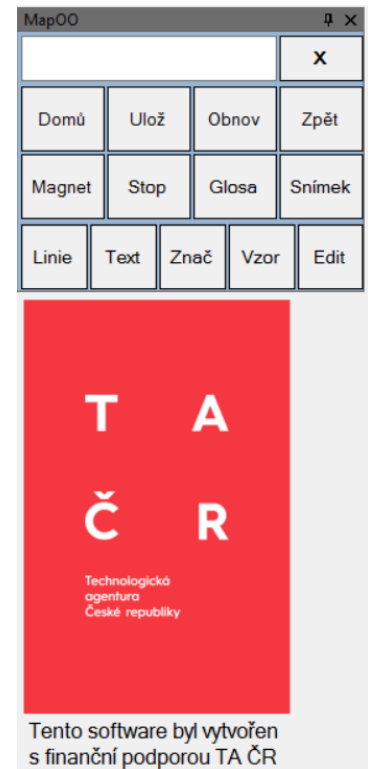 MapOO
X
Domů Ulož Obnov Zpět
Magnet Stop Glosa Snímek
Linie Text Znač Vzor Edit
T A
Č R
Technologická
agentura
České republiky
Tento software byl vytvořen
s finanční podporou TA ČR